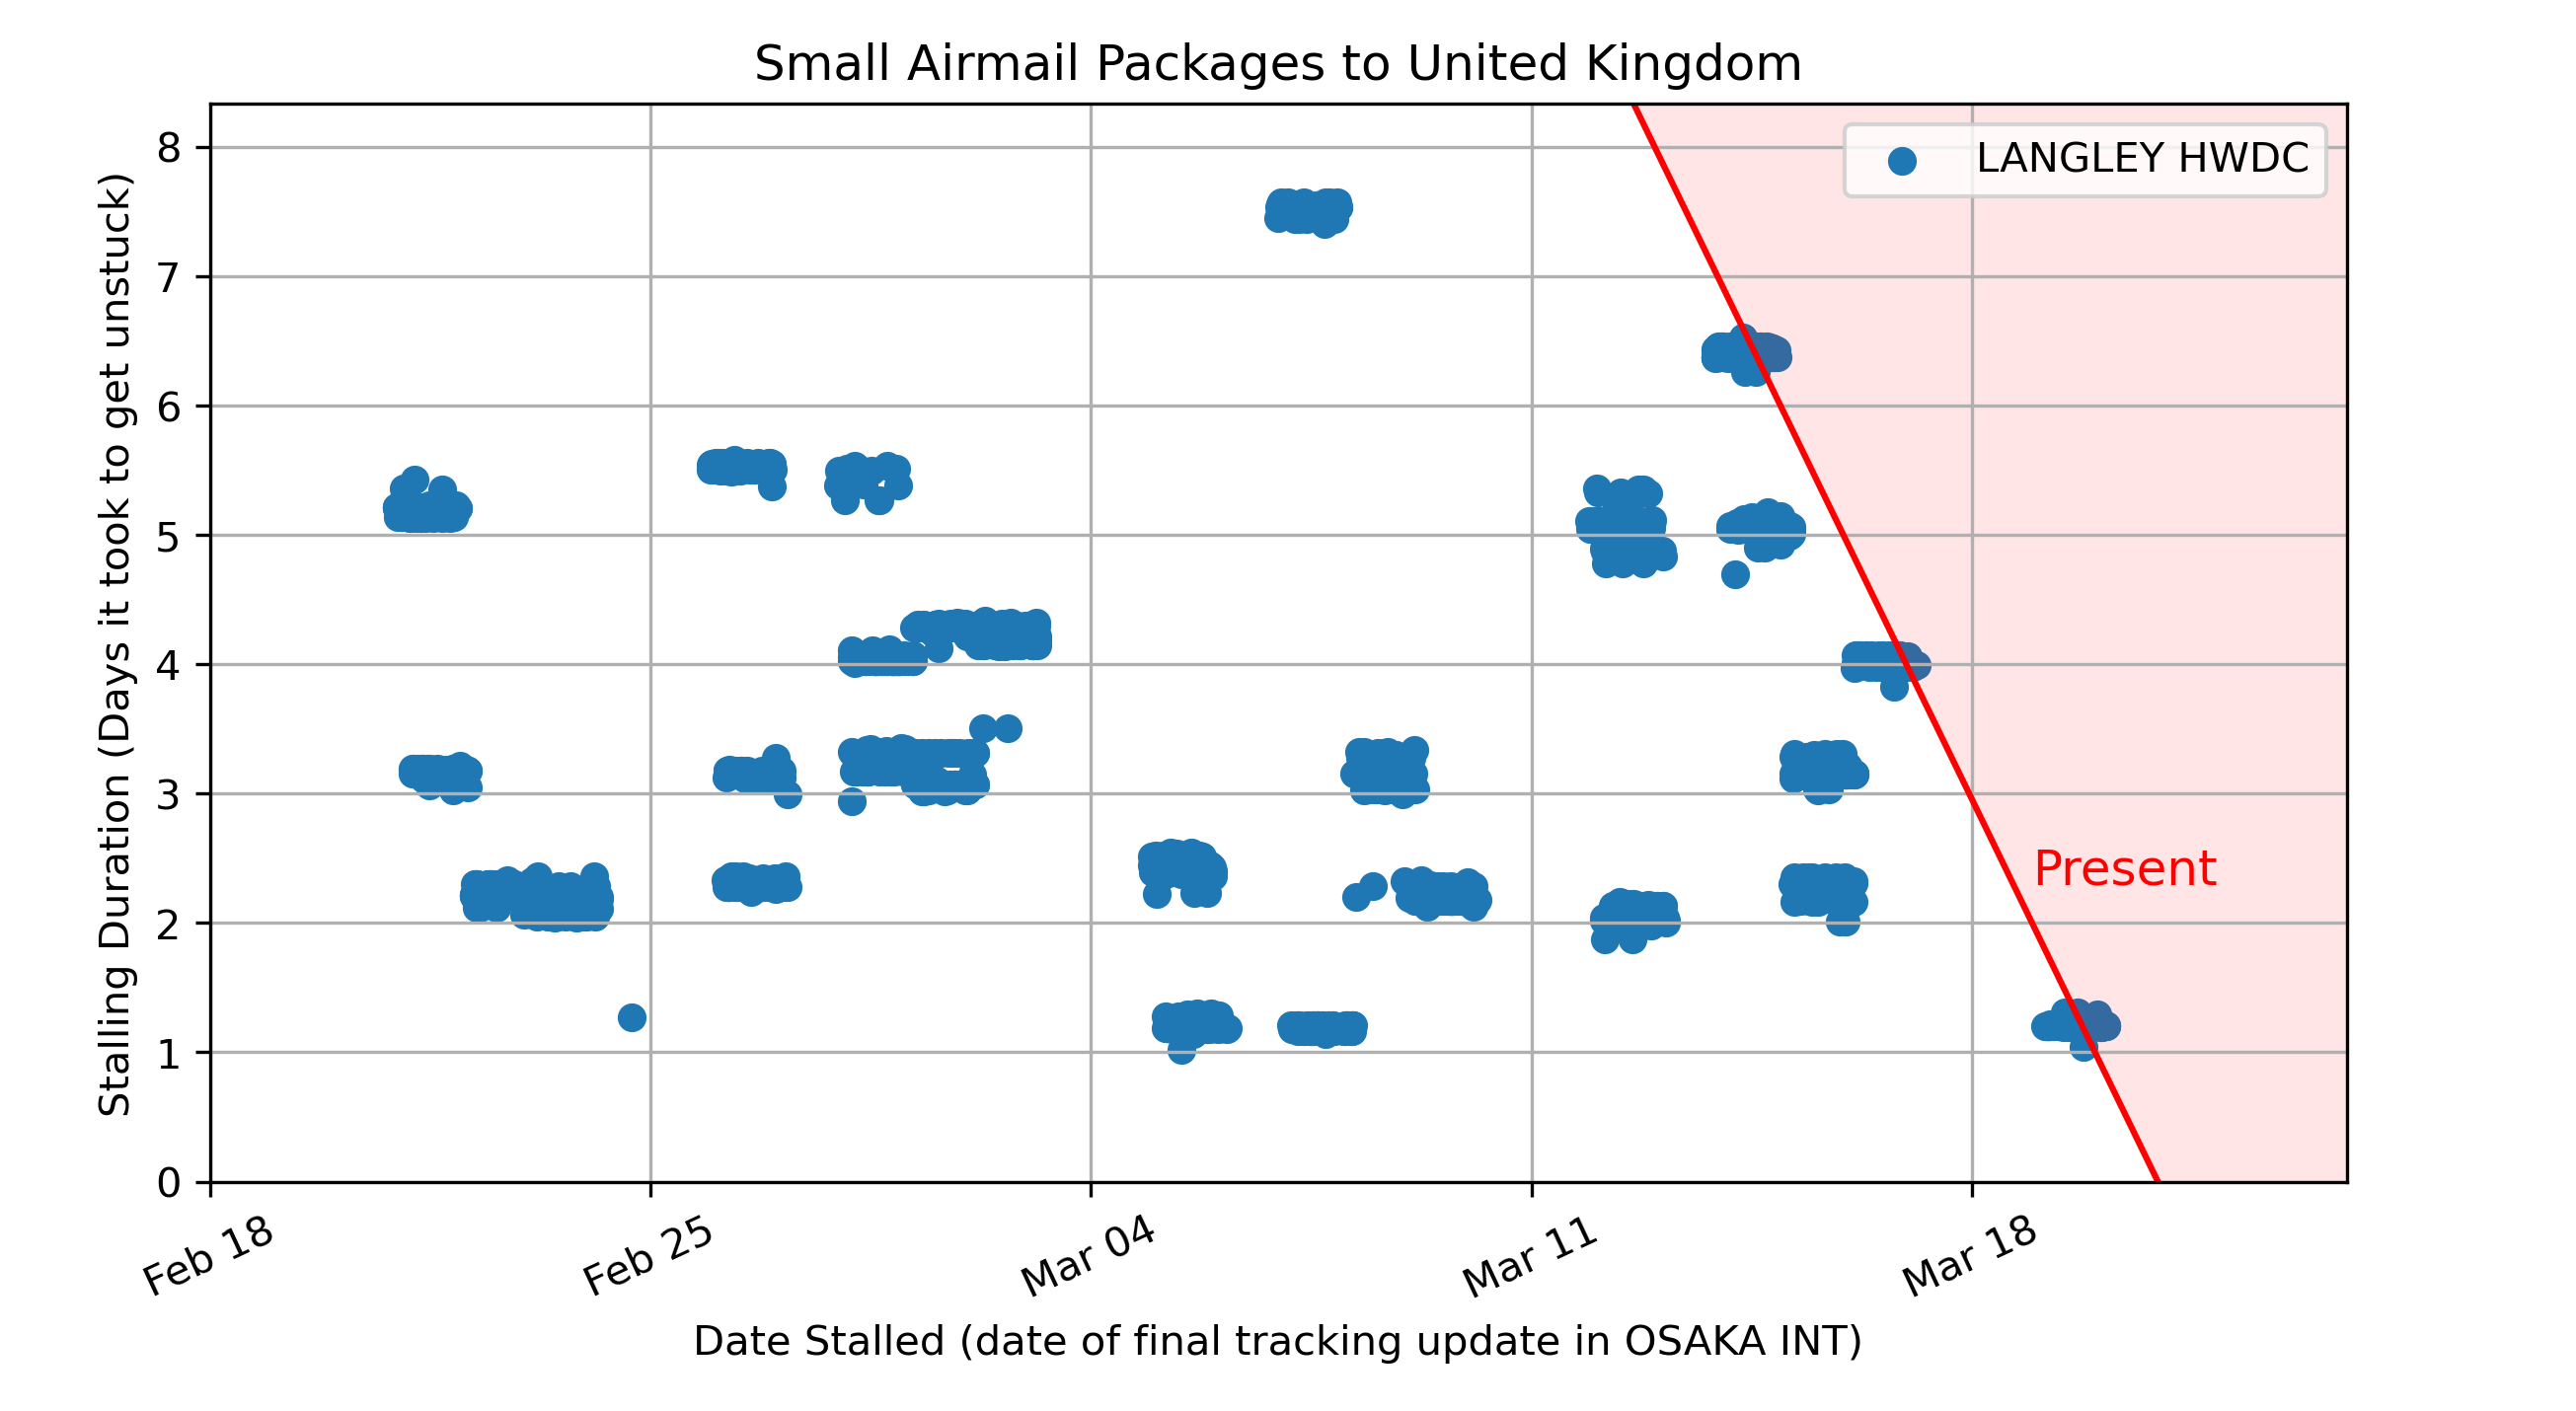 Small Airmail Packages to United Kingdom
LANGLEY HWDC
Stalling Duration (Days it took to get unstuck)
8
7
6
5
4
3
2
1
0
Present
Feb 18
Feb 25
Mar 04
Mar 11
Mar 18
Date Stalled (date of final tracking update in OSAKA INT)